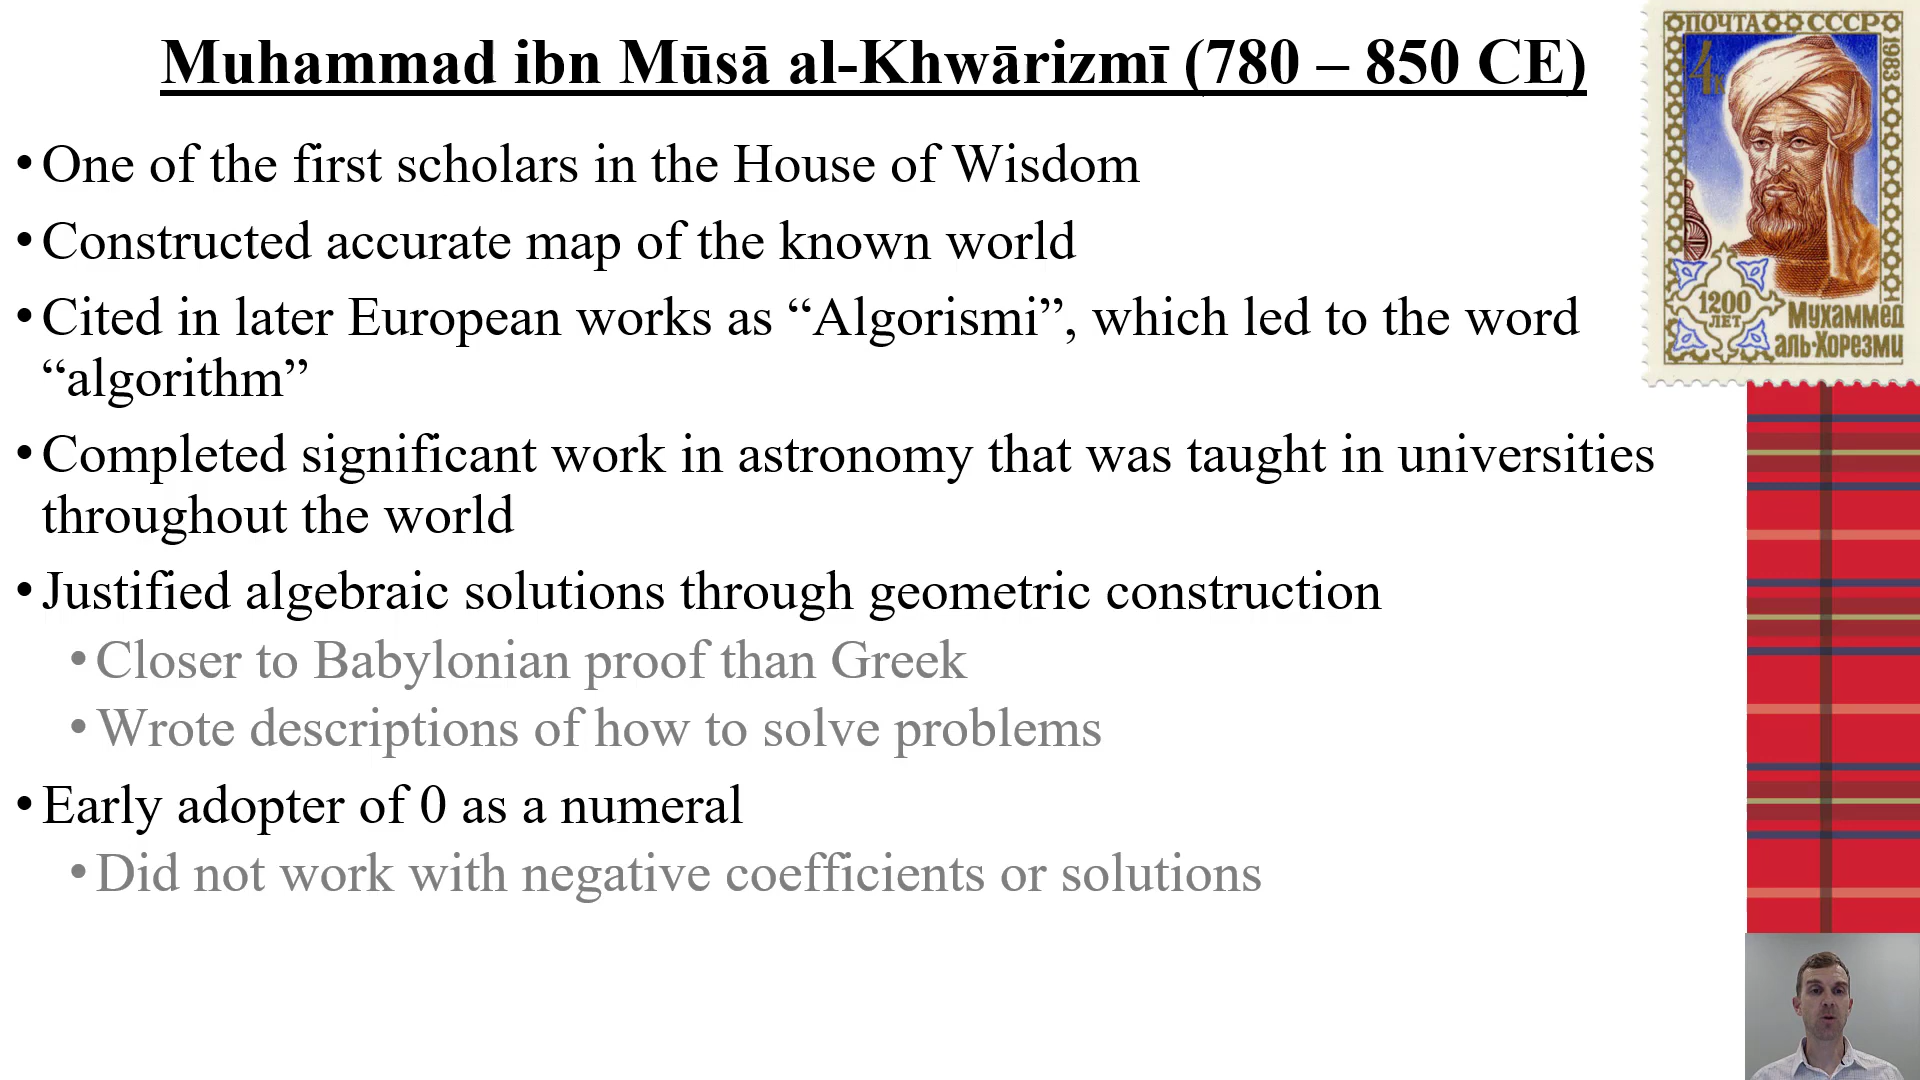 Muhammad ibn Mūsā al-Khwārizmī (780 – 850 CE)
• One of the first scholars in the House of Wisdom
• Constructed accurate map of the known world
• Cited in later European works as “Algorismi”, which led to the word
“algorithm”
• Completed significant work in astronomy that was taught in universities
throughout the world
• Justified algebraic solutions through geometric construction
• Closer to Babylonian proof than Greek
• Wrote descriptions of how to solve problems
• Early adopter of 0 as a numeral
• Did not work with negative coefficients or solutions
ПОЧТА СССР 1983
4к
1200
ЛЕТ
Мухаммед
аль-Хорезми